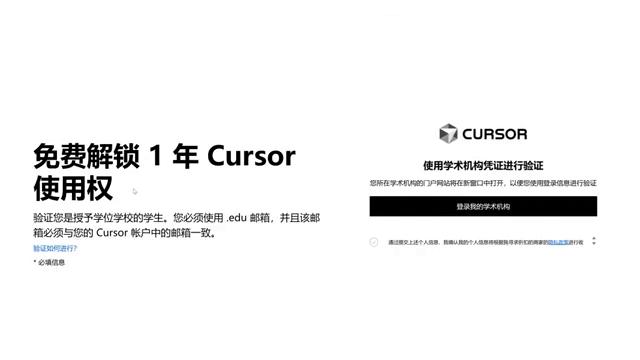 免费解锁 1 年 Cursor
使用权
验证您是授予学位学校的学生。您必须使用 .edu 邮箱，并且该邮
箱必须与您的 Cursor 帐户中的邮箱一致。
验证如何进行?
* 必填信息
CURSOR
使用学术机构凭证进行验证
您所在学术机构的门户网站将在新窗口中打开，以便您使用登录信息进行验证
登录我的学术机构
通过提交上述个人信息，我确认我的个人信息将根据我寻求折扣的商家的隐私政策进行收